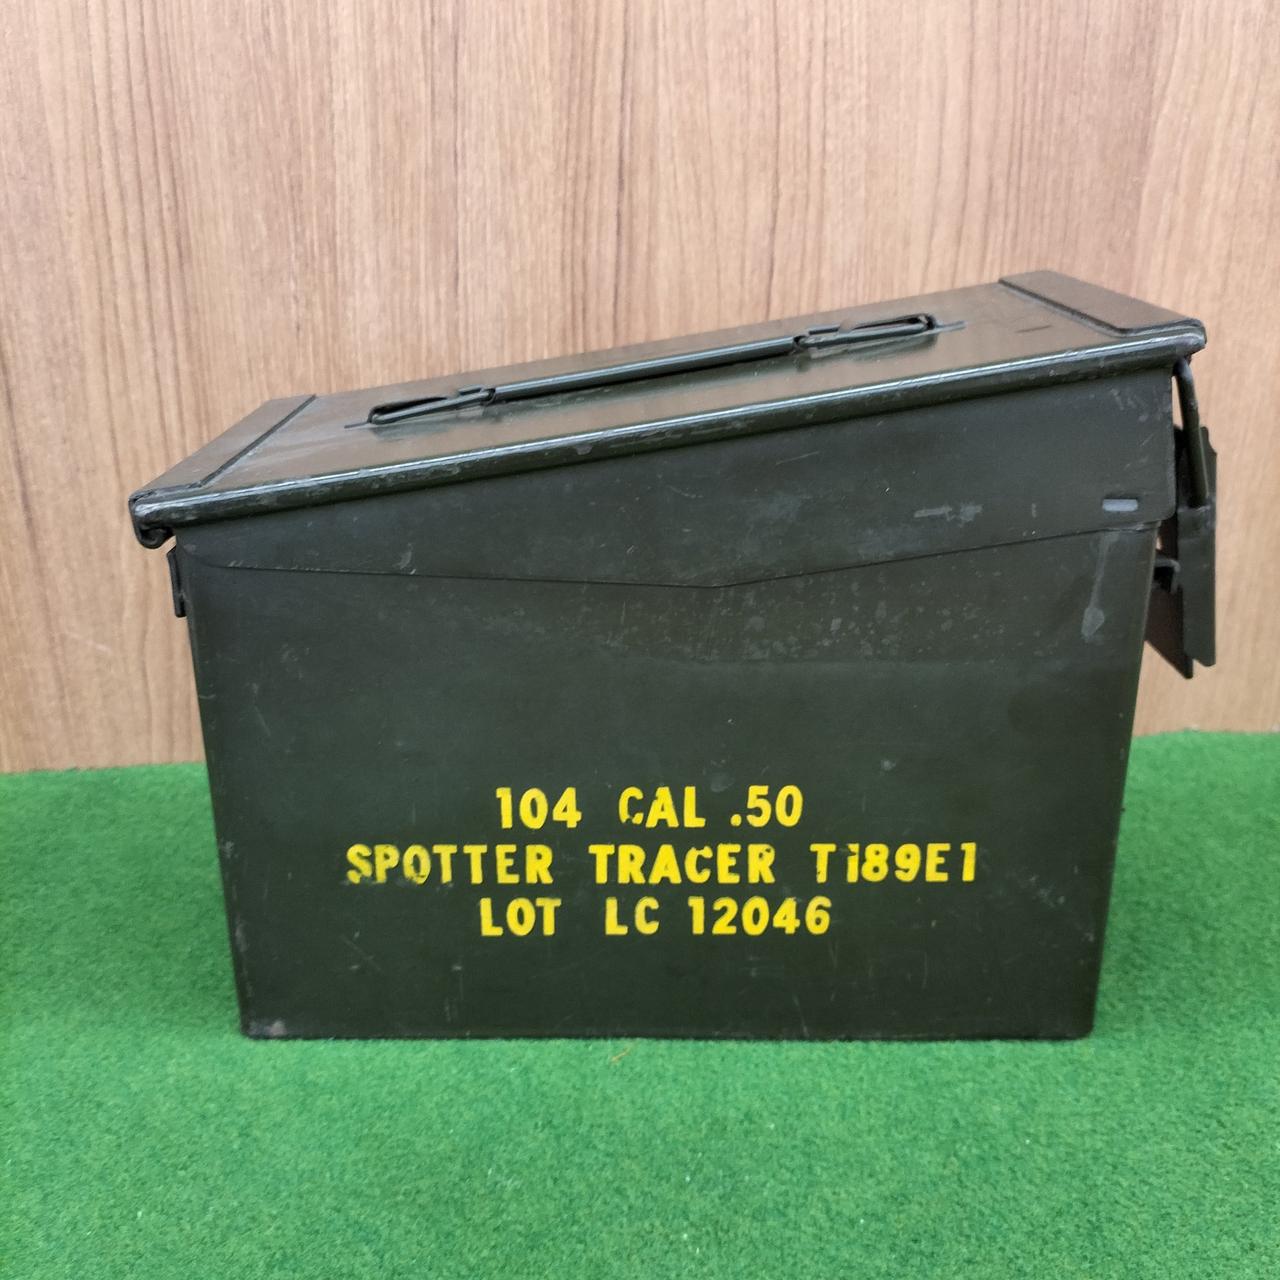 104 CAL .50
SPOTTER TRACER T189E1
LOT LC 12046